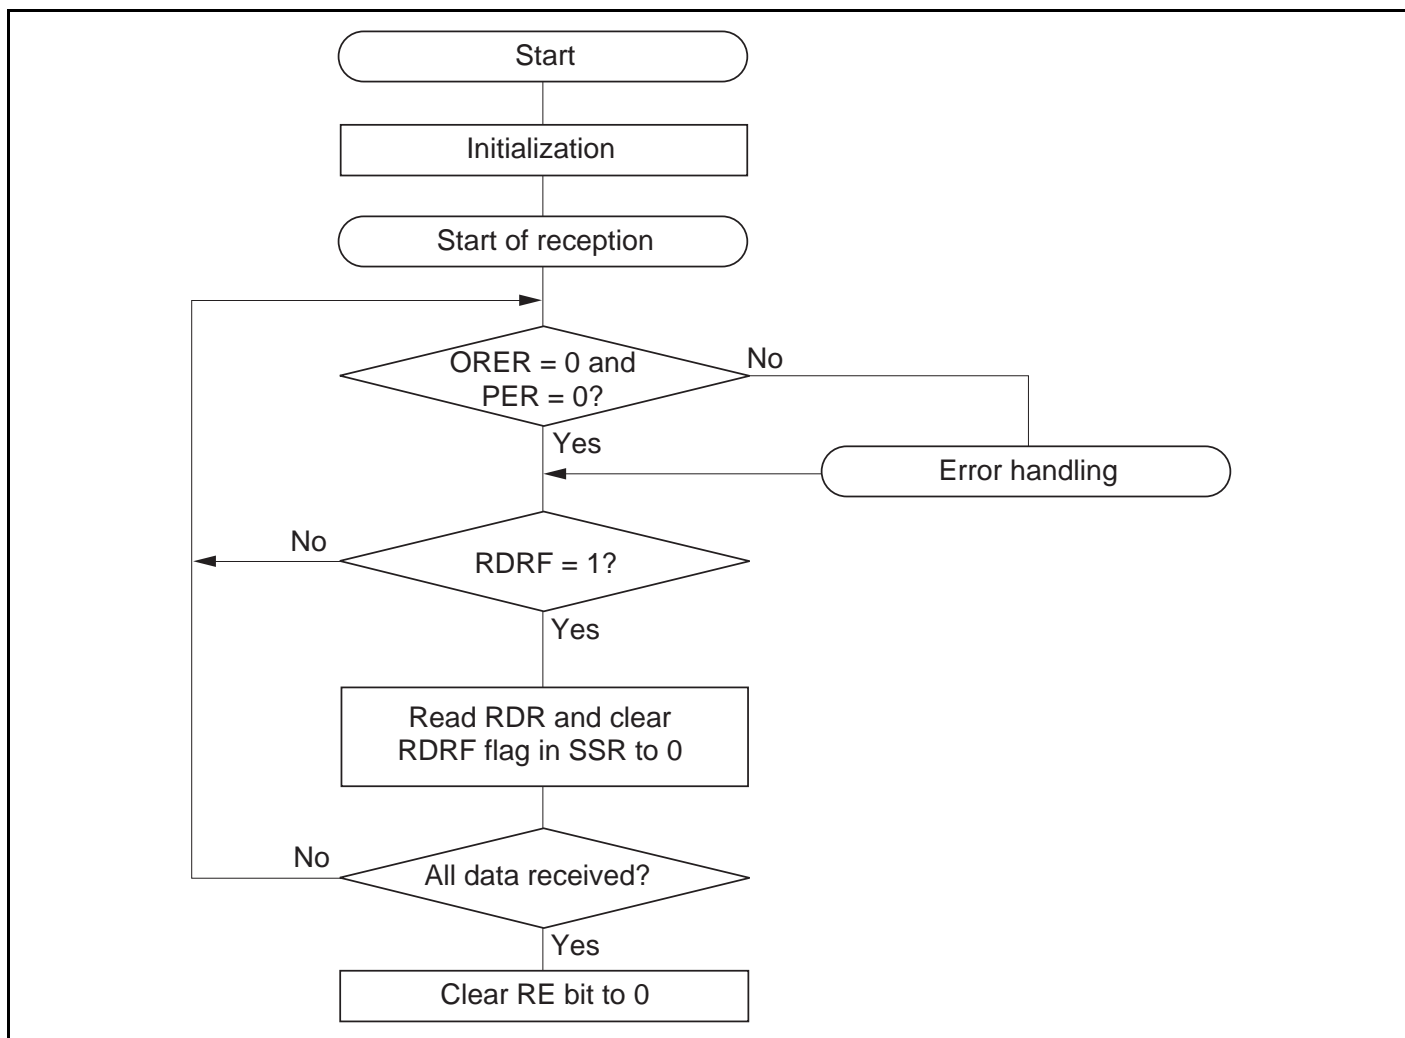 Start
Initialization
Start of reception
ORER = 0 and
PER = 0?
No
Yes
Error handling
No
RDRF = 1?
Yes
Read RDR and clear
RDRF flag in SSR to 0
No
All data received?
Yes
Clear RE bit to 0